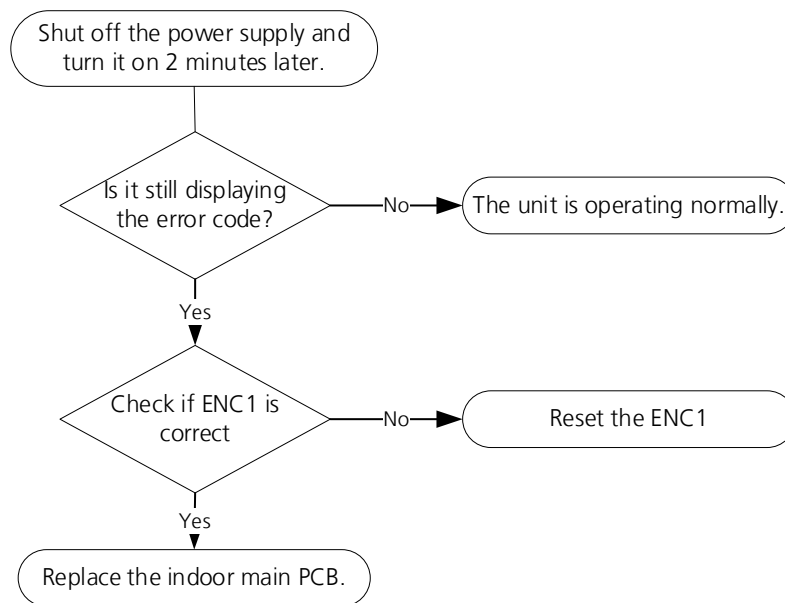 Shut off the power supply and
turn it on 2 minutes later.
Is it still displaying
the error code?
No
The unit is operating normally.
Yes
Check if ENC1 is
correct
No
Reset the ENC1
Yes
Replace the indoor main PCB.